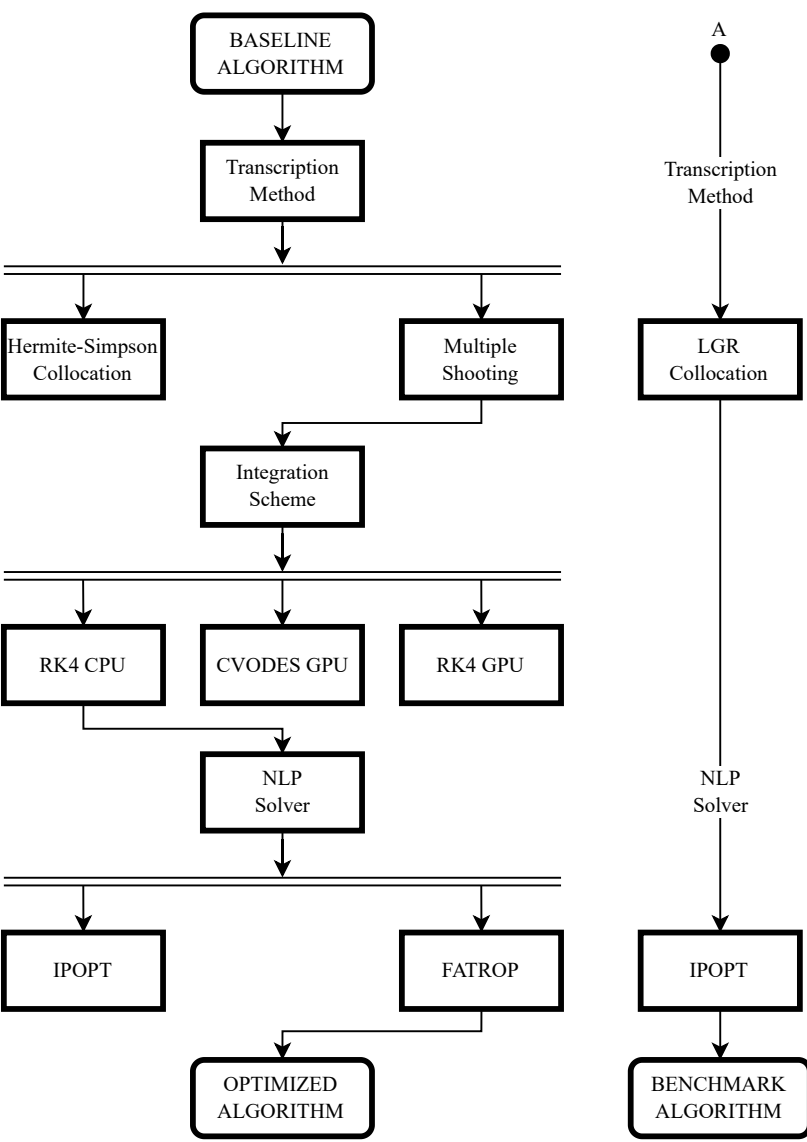 BASELINE
ALGORITHM
Transcription
Method
Hermite-Simpson
Collocation
Multiple
Shooting
Integration
Scheme
RK4 CPU
CVODES GPU
RK4 GPU
NLP
Solver
IPOPT
FATROP
OPTIMIZED
ALGORITHM
A
Transcription
Method
LGR
Collocation
NLP
Solver
IPOPT
BENCHMARK
ALGORITHM